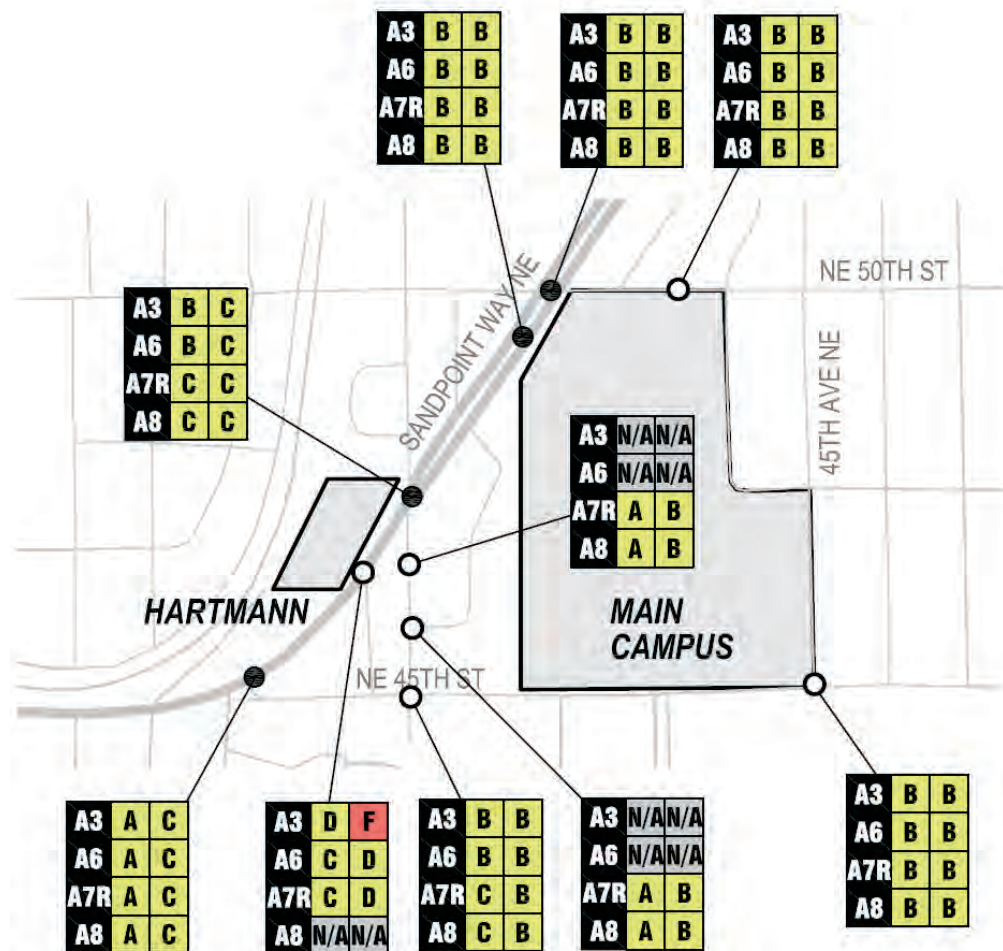 A3 B B
A6 B B
A7R B B
A8 B B
A3 B B
A6 B B
A7R B B
A8 B B
A3 B B
A6 B B
A7R B B
A8 B B
NE 50TH ST
SANDPOINT WAY NE
45TH AVE NE
A3 B C
A6 B C
A7R C C
A8 C C
A3 N/A N/A
A6 N/A N/A
A7R A B
A8 A B
HARTMANN
MAIN
CAMPUS
NE 45TH ST
A3 A C
A6 A C
A7R A C
A8 A C
A3 D F
A6 C D
A7R C D
A8 N/A N/A
A3 B B
A6 B B
A7R C B
A8 C B
A3 N/A N/A
A6 N/A N/A
A7R A B
A8 A B
A3 B B
A6 B B
A7R B B
A8 B B